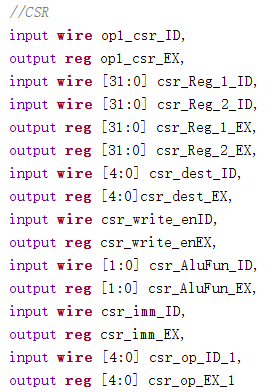 //CSR
input wire op1_csr_ID,
output reg op1_csr_EX,
input wire [31:0] csr_Reg_1_ID,
input wire [31:0] csr_Reg_2_ID,
output reg [31:0] csr_Reg_1_EX,
output reg [31:0] csr_Reg_2_EX,
input wire [4:0] csr_dest_ID,
output reg [4:0]csr_dest_EX,
input wire csr_write_enID,
output reg csr_write_enEX,
input wire [1:0] csr_AluFun_ID,
output reg [1:0] csr_AluFun_EX,
input wire csr_imm_ID,
output reg csr_imm_EX,
input wire [4:0] csr_op_ID_1,
output reg [4:0] csr_op_EX_1